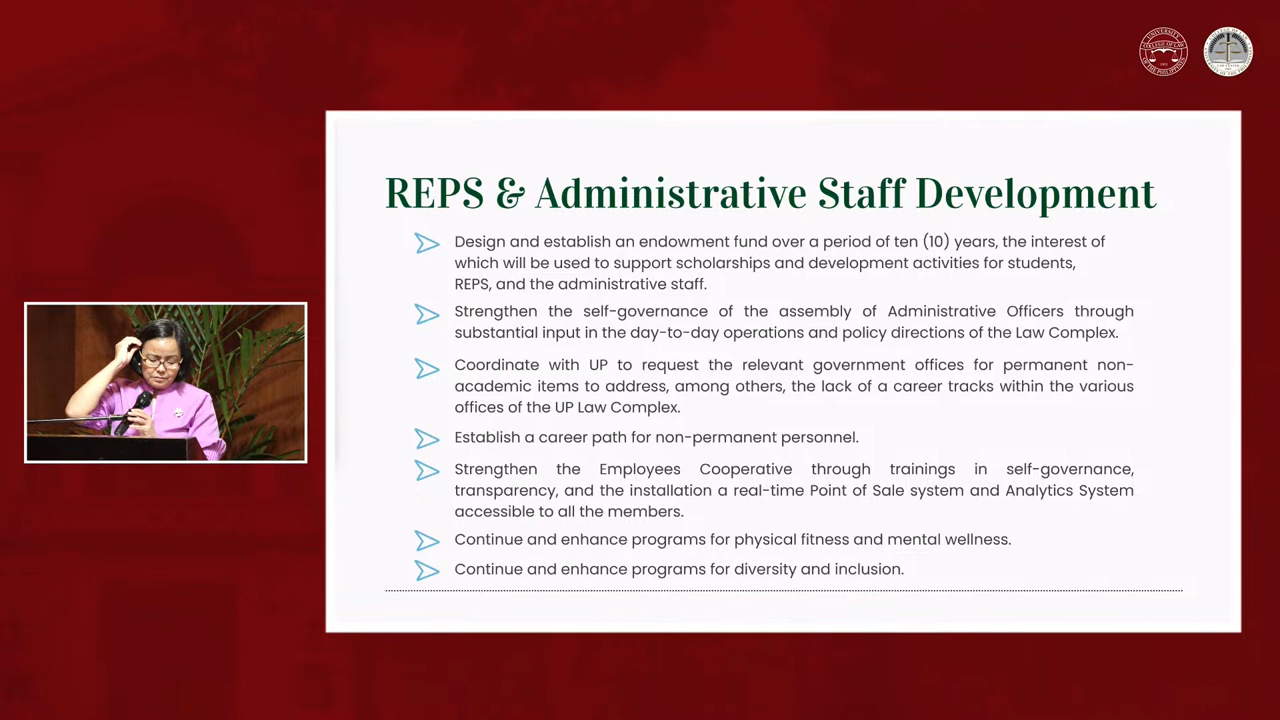 UNIVERSITY
COLLEGE OF LAW
OF THE PHILIPPINES
REPS & Administrative Staff Development
Design and establish an endowment fund over a period of ten (10) years, the interest of
which will be used to support scholarships and development activities for students,
REPS, and the administrative staff.
Strengthen the self-governance of the assembly of Administrative Officers through
substantial input in the day-to-day operations and policy directions of the Law Complex.
Coordinate with UP to request the relevant government offices for permanent non-
academic items to address, among others, the lack of a career tracks within the various
offices of the UP Law Complex.
Establish a career path for non-permanent personnel.
Strengthen the Employees Cooperative through trainings in self-governance,
transparency, and the installation a real-time Point of Sale system and Analytics System
accessible to all the members.
Continue and enhance programs for physical fitness and mental wellness.
Continue and enhance programs for diversity and inclusion.